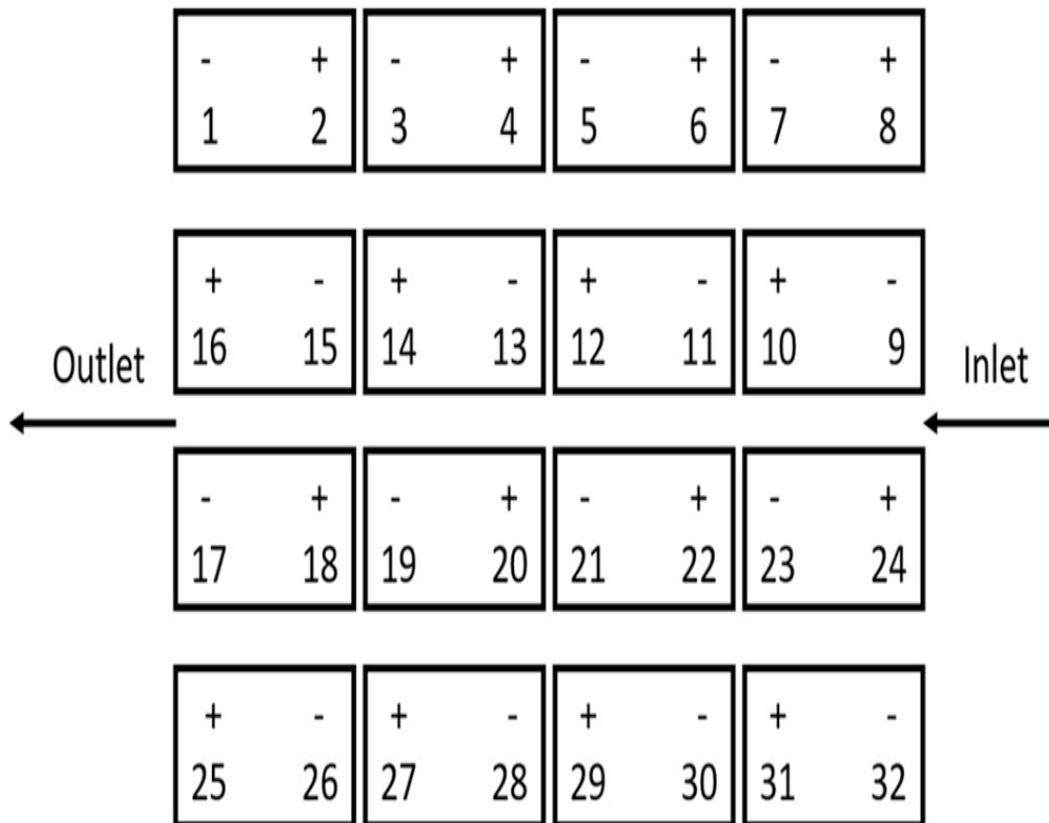 - + - + - + - +
1 2 3 4 5 6 7 8
+ - + - + - + -
16 15 14 13 12 11 10 9
Outlet Inlet
- + - + - + - +
17 18 19 20 21 22 23 24
+ - + - + - + -
25 26 27 28 29 30 31 32